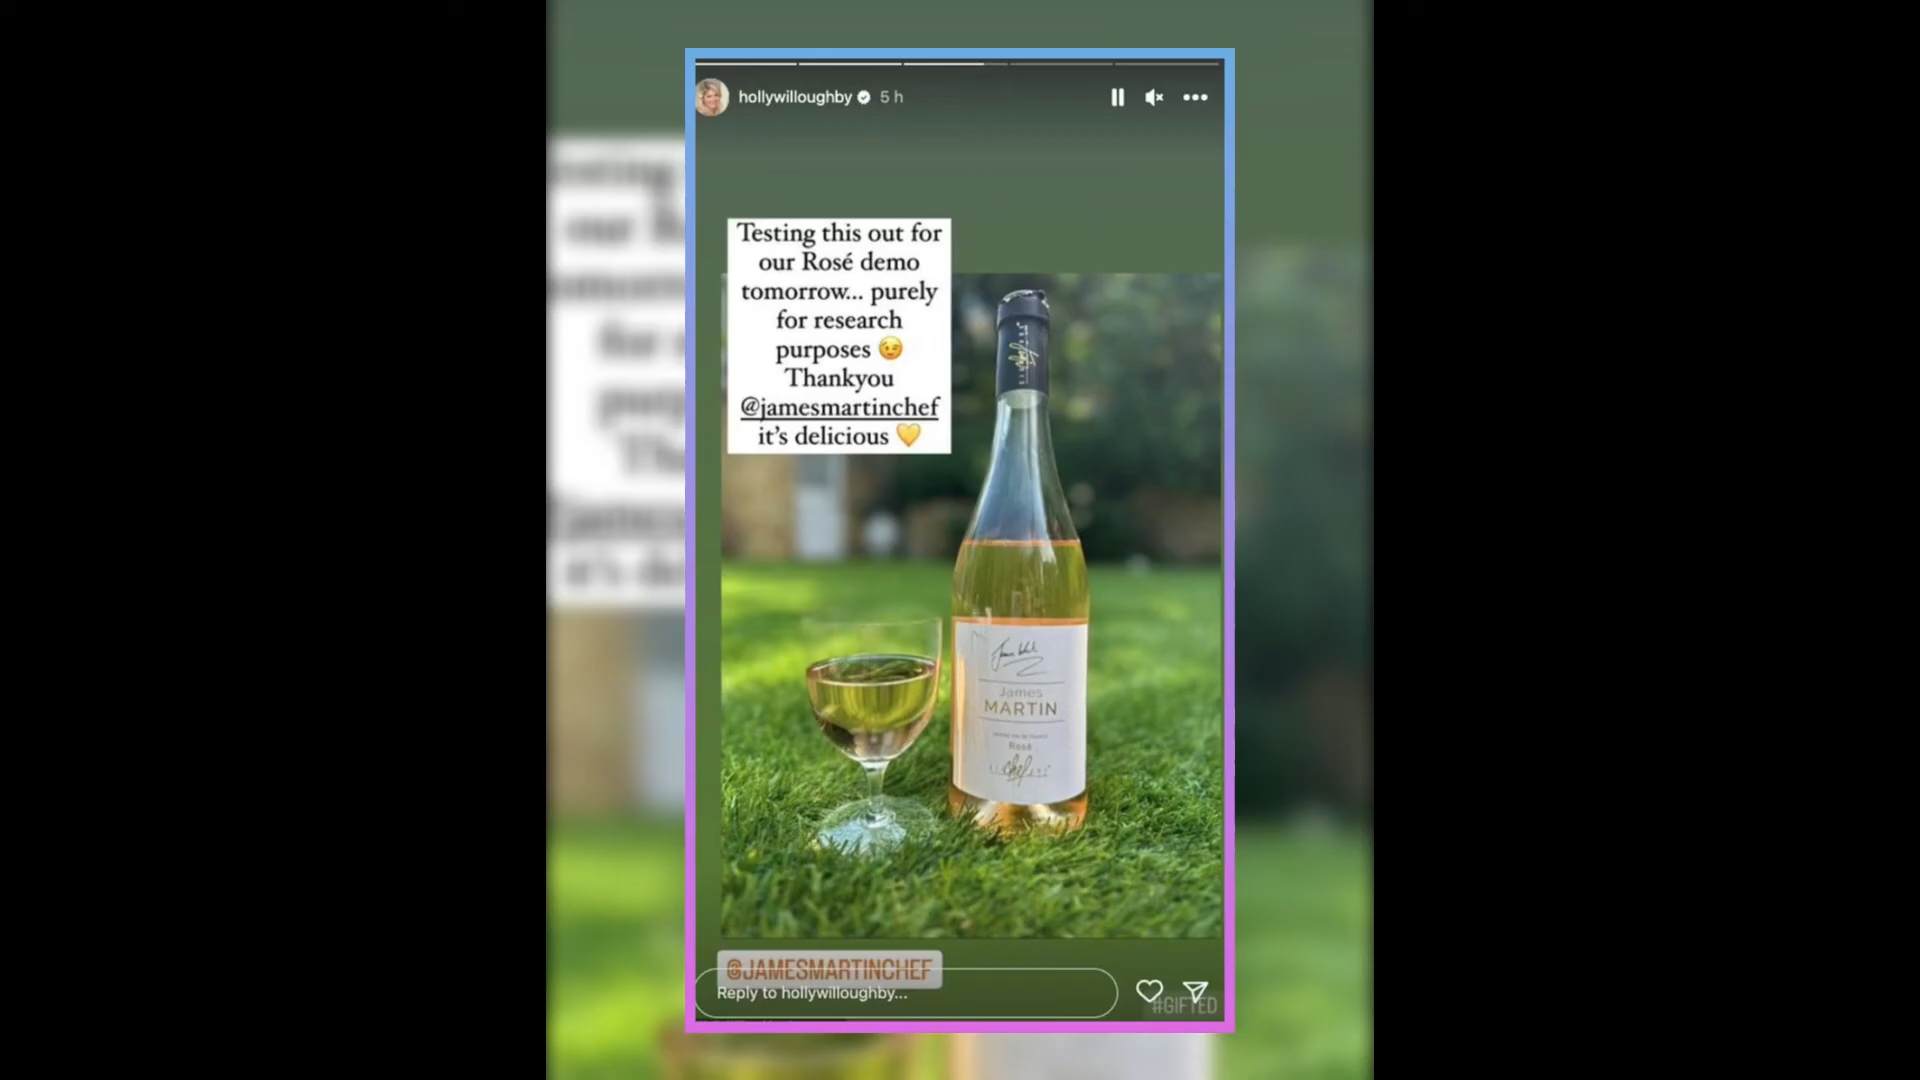 hollywilloughby 5 h
Testing this out for
our Rosé demo
tomorrow... purely
for research
purposes 😉
Thankyou
@jamesmartinchef
it's delicious 💛
James
MARTIN
Rosé
chef
@JAMESMARTINCHEF
Reply to hollywilloughby...
#GIFTED